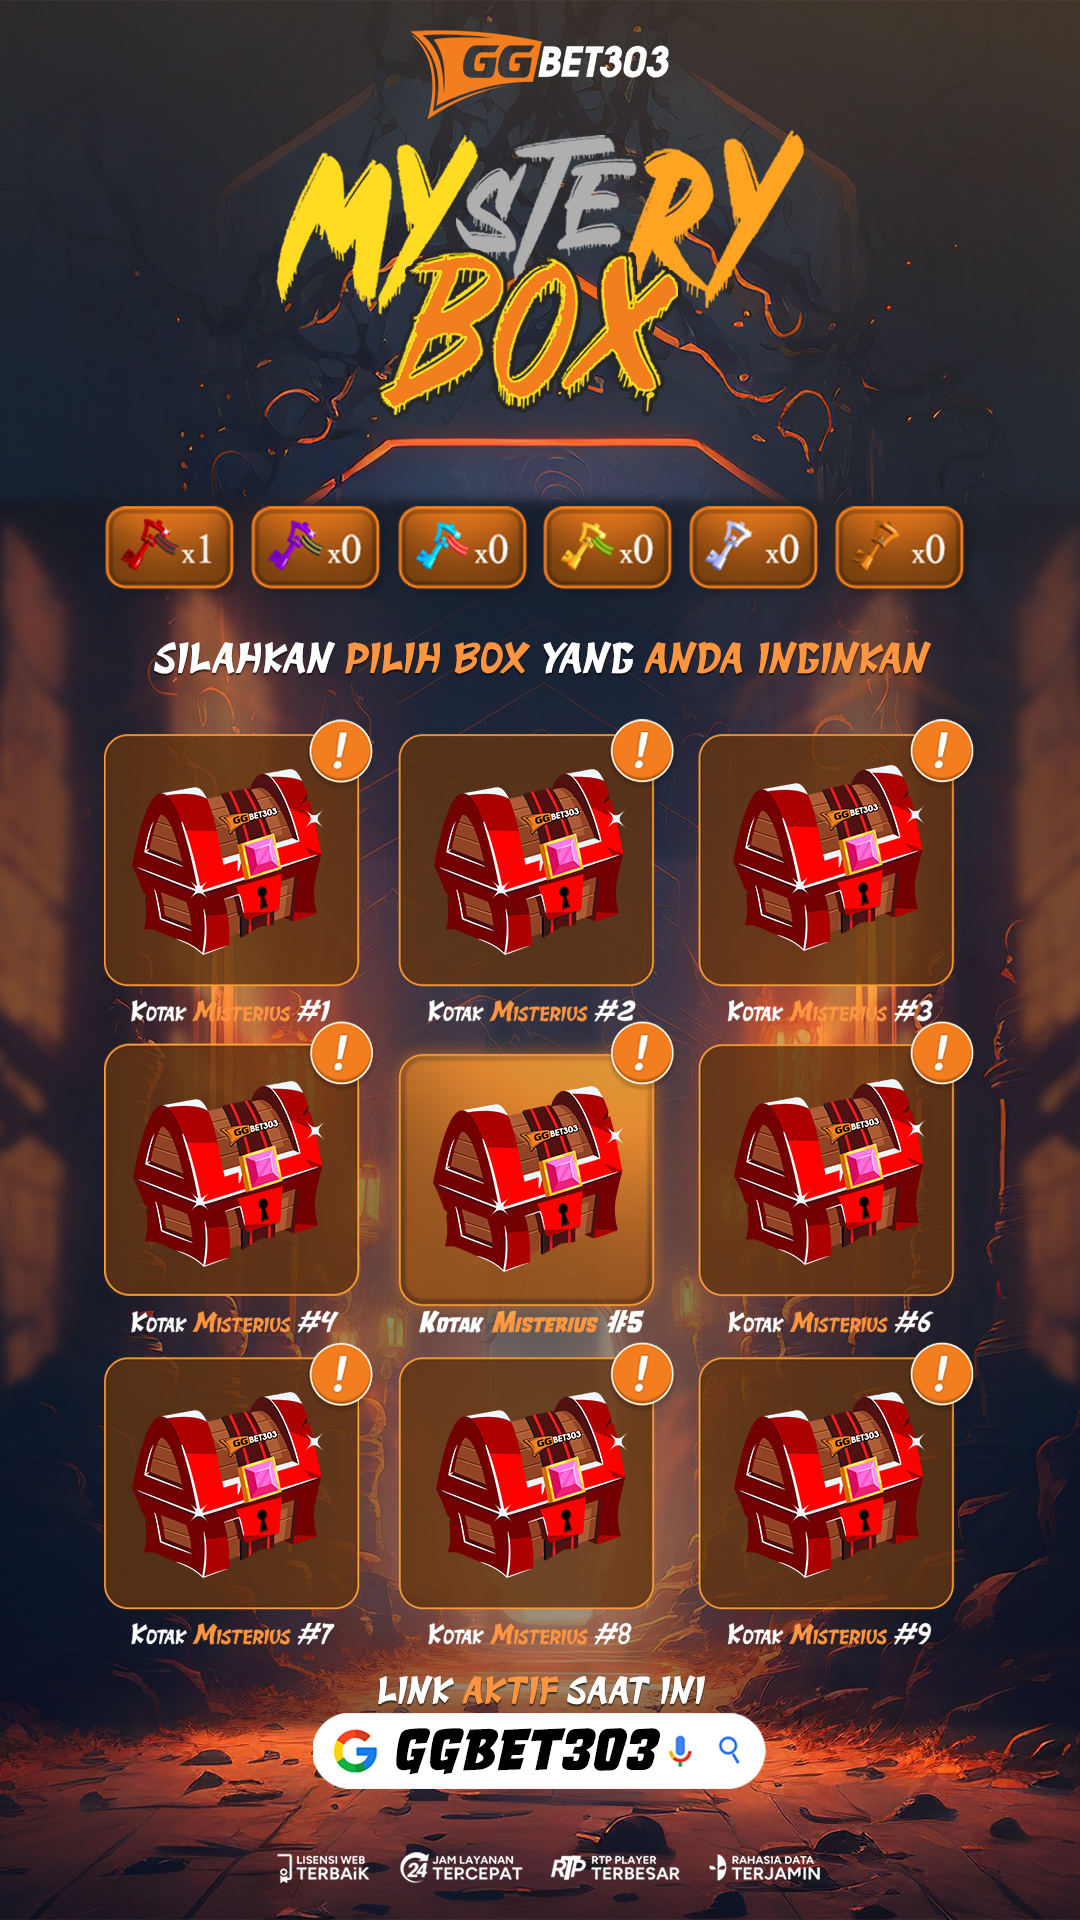 GGBET303
MYSTERY
BOX
x1 x0 x0 x0 x0 x0
SILAHKAN PILIH BOX YANG ANDA INGINKAN
! ! !
GGBET303 GGBET303 GGBET303
KOTAK MISTERIUS #1 KOTAK MISTERIUS #2 KOTAK MISTERIUS #3
! ! !
GGBET303 GGBET303 GGBET303
KOTAK MISTERIUS #4 KOTAK MISTERIUS #5 KOTAK MISTERIUS #6
! ! !
GGBET303 GGBET303 GGBET303
KOTAK MISTERIUS #7 KOTAK MISTERIUS #8 KOTAK MISTERIUS #9
LINK AKTIF SAAT INI
G GGBET303
LISENSI WEB 24 JAM LAYANAN RTP RTP PLAYER RAHASIA DATA
TERBAiK TERCEPAT TERBESAR TERJAMIN